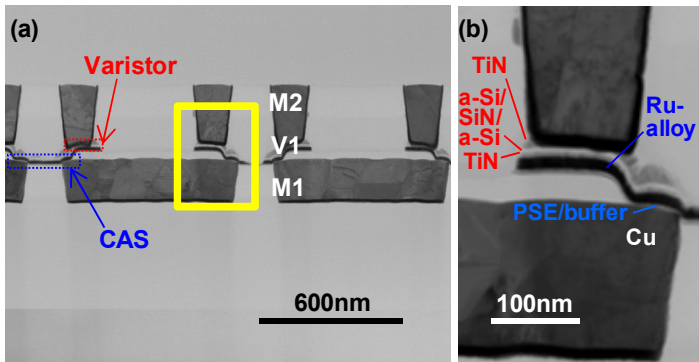 (a)
Varistor
M2
V1
M1
CAS
600nm
(b)
TiN
a-Si/
SiN/
a-Si
TiN
Ru-
alloy
PSE/buffer
Cu
100nm